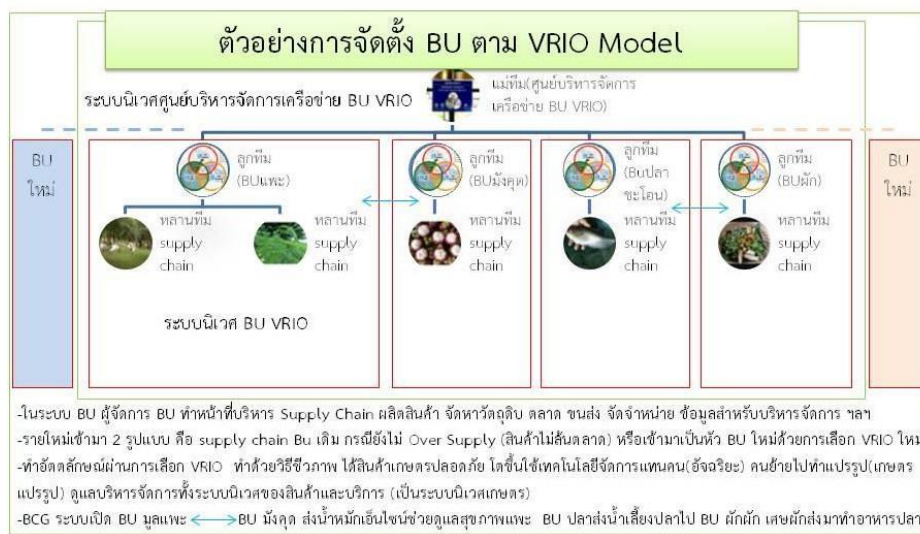 ตัวอย่างการจัดตั้ง BU ตาม VRIO Model
ระบบนิเวศศูนย์บริหารจัดการเครือข่าย BU VRIO
แม่ทีม(ศูนย์บริหารจัดการ
เครือข่าย BU VRIO)
BU
ใหม่
ลูกทีม
(BUแพะ)
ลูกทีม
(BUมังคุด)
ลูกทีม
(Buปลา
ชะโอน)
ลูกทีม
(BUผัก)
BU
ใหม่
หลานทีม
supply
chain
หลานทีม
supply
chain
หลานทีม
supply
chain
หลานทีม
supply
chain
หลานทีม
supply
chain
ระบบนิเวศ BU VRIO
-ในระบบ BU ผู้จัดการ BU ทำหน้าที่บริหาร Supply Chain ผลิตสินค้า จัดหาวัตถุดิบ ตลาด ขนส่ง จัดจำหน่าย ข้อมูลสำหรับบริหารจัดการ ฯลฯ
-รายใหม่เข้ามา 2 รูปแบบ คือ supply chain Bu เดิม กรณียังไม่ Over Supply (สินค้าไม่ล้นตลาด) หรือเข้ามาเป็นหัว BU ใหม่ด้วยการเลือก VRIO ใหม่
-ทำอัตตลักษณ์ผ่านการเลือก VRIO ทำด้วยวิธีชีวภาพ ได้สินค้าเกษตรปลอดภัย โตขึ้นใช้เทคโนโลยีจัดการแทนคน(อัจฉริยะ) คนย้ายไปทำแปรรูป(เกษตร
แปรรูป) ดูแลบริหารจัดการทั้งระบบนิเวศของสินค้าและบริการ (เป็นระบบนิเวศเกษตร)
-BCG ระบบเปิด BU มูลแพะ BU มังคุด ส่งน้ำหมักเอ็นไซน์ช่วยดูแลสุขภาพแพะ BU ปลาส่งน้ำเลี้ยงปลาไป BU ผักผัก เศษผักส่งมาทำอาหารปลา